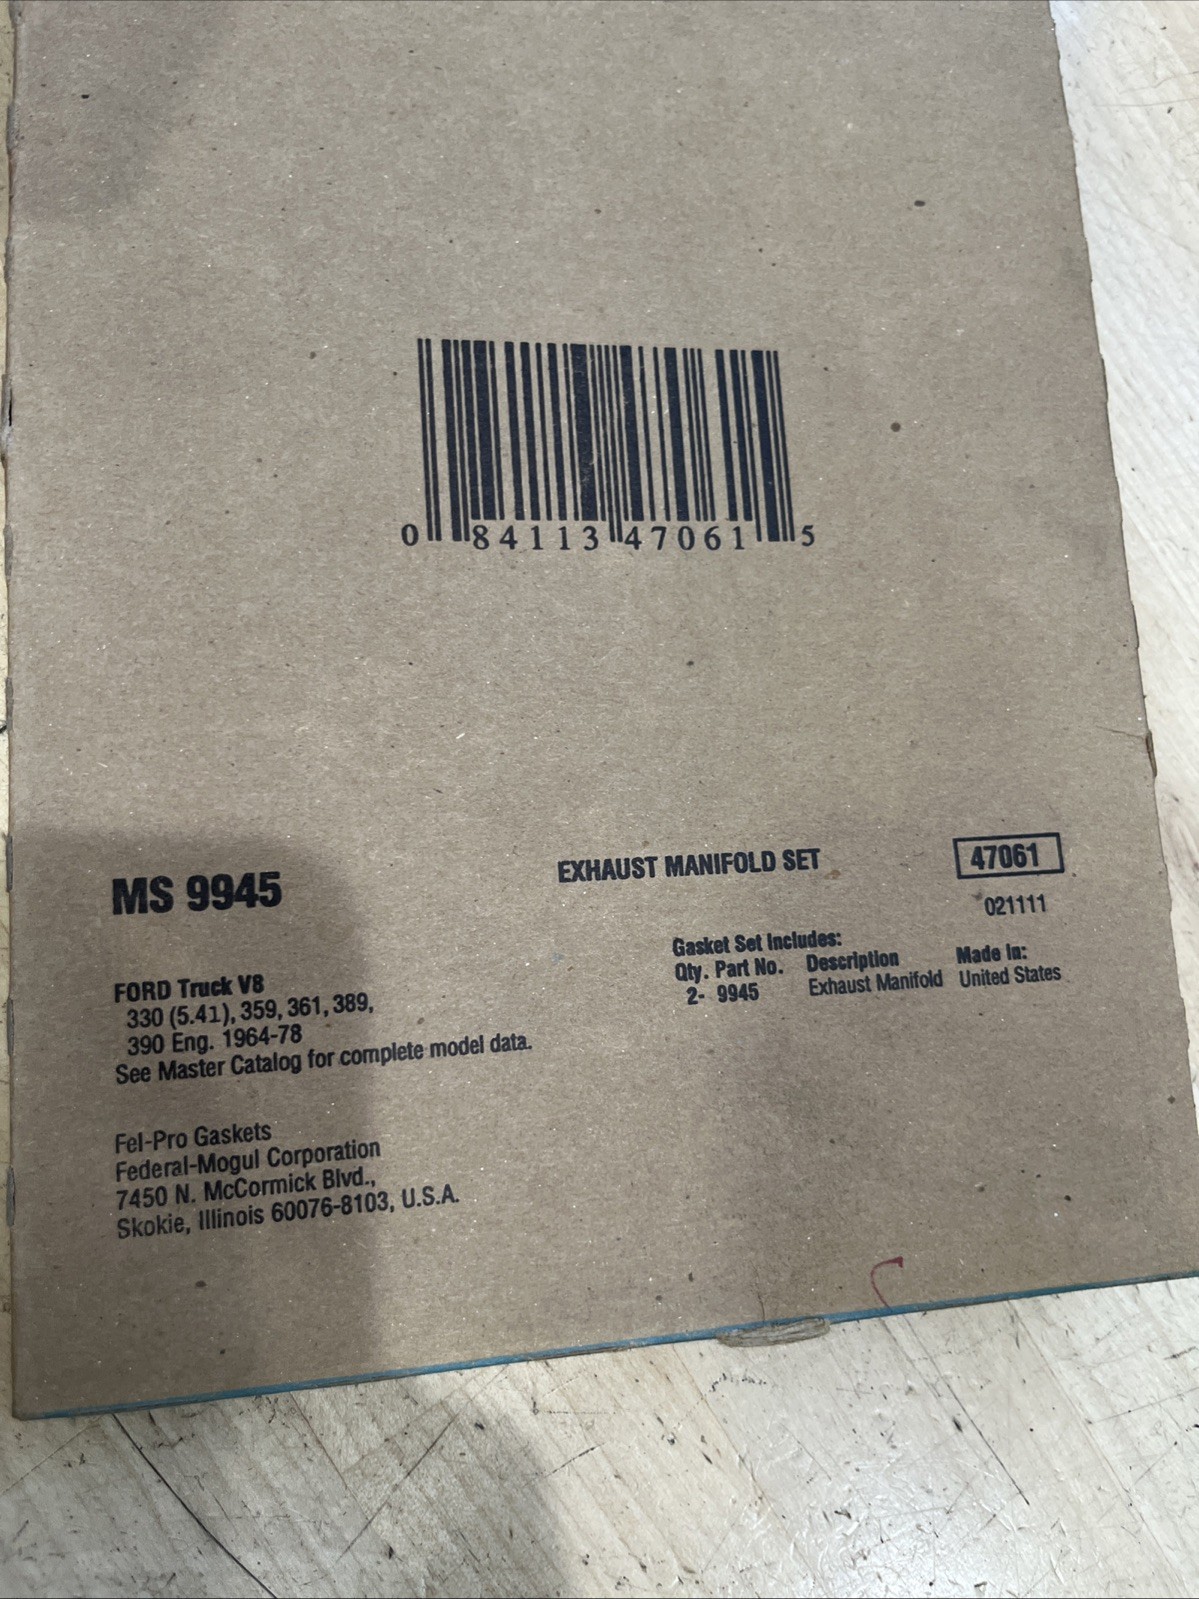 0 84113 47061 5
MS 9945
EXHAUST MANIFOLD SET
47061
021111
FORD Truck V8
330 (5.41), 359, 361, 389,
390 Eng. 1964-78
See Master Catalog for complete model data.
Gasket Set Includes:
Qty. Part No. Description Made in:
2- 9945 Exhaust Manifold United States
Fel-Pro Gaskets
Federal-Mogul Corporation
7450 N. McCormick Blvd.,
Skokie, Illinois 60076-8103, U.S.A.